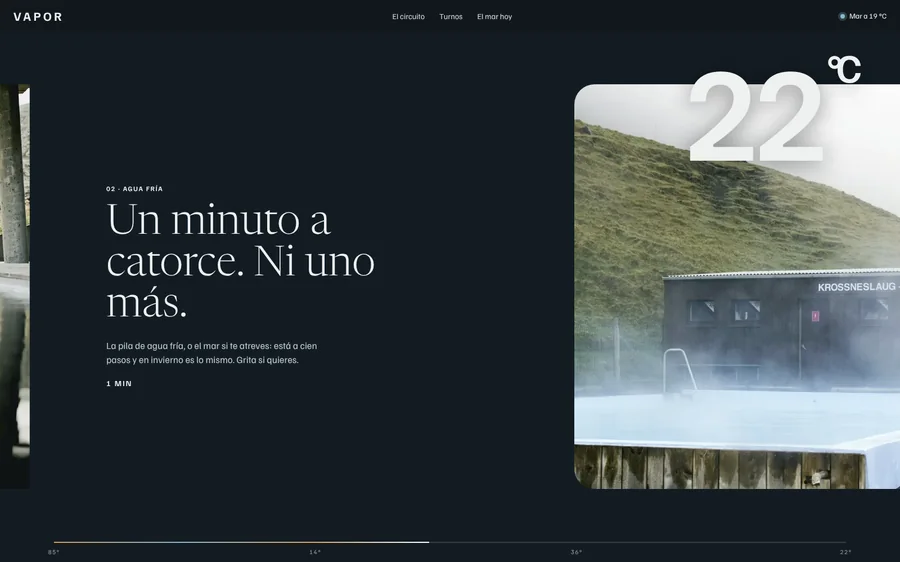 VAPOR
El circuito
Turnos
El mar hoy
Mar a 19 °C
22 °C
02 - AGUA FRÍA
Un minuto a
catorce. Ni uno
más.
La pila de agua fría, o el mar si te atreves: está a cien
pasos y en invierno es lo mismo. Grita si quieres.
1 MIN
KROSSNESLAUG
85°
14°
36°
22°